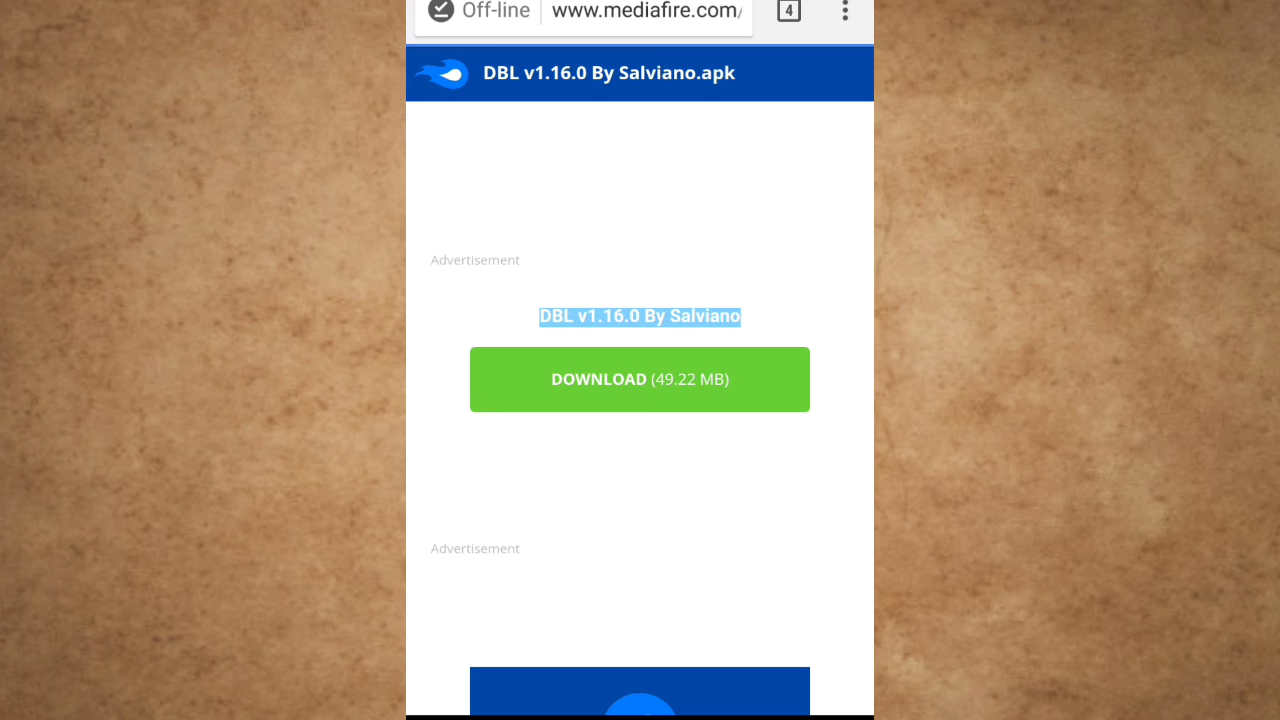 Off-line www.mediafire.com/ 4
DBL v1.16.0 By Salviano.apk
Advertisement
DBL v1.16.0 By Salviano
DOWNLOAD (49.22 MB)
Advertisement